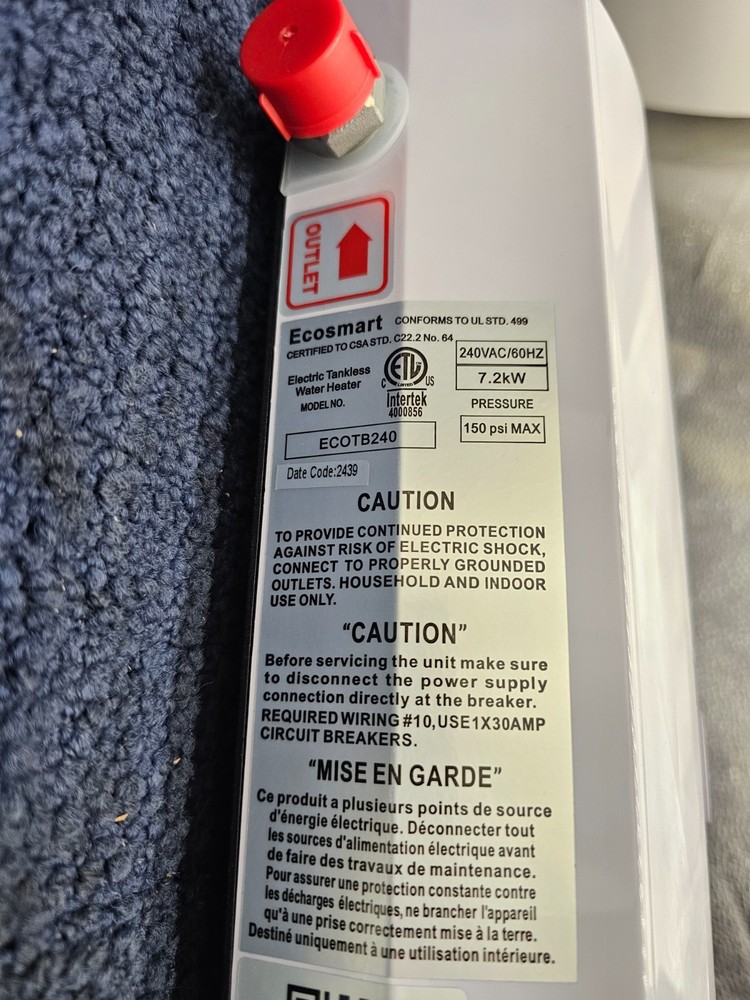 OUTLET
Ecosmart CONFORMS TO UL STD. 499
CERTIFIED TO CSA STD. C22.2 No. 64
Electric Tankless
Water Heater
MODEL NO.
ECOTB240
ETL
LISTED
C US
Intertek
4000856
240VAC/60HZ
7.2kW
PRESSURE
150 psi MAX
Date Code:2439
CAUTION
TO PROVIDE CONTINUED PROTECTION
AGAINST RISK OF ELECTRIC SHOCK,
CONNECT TO PROPERLY GROUNDED
OUTLETS. HOUSEHOLD AND INDOOR
USE ONLY.
“CAUTION”
Before servicing the unit make sure
to disconnect the power supply
connection directly at the breaker.
REQUIRED WIRING #10,USE1X30AMP
CIRCUIT BREAKERS.
“MISE EN GARDE”
Ce produit a plusieurs points de source
d'énergie électrique. Déconnecter tout
les sources d'alimentation électrique avant
de faire des travaux de maintenance.
Pour assurer une protection constante contre
les décharges électriques, ne brancher l'appareil
qu'à une prise correctement mise à la terre.
Destiné uniquement à une utilisation intérieure.